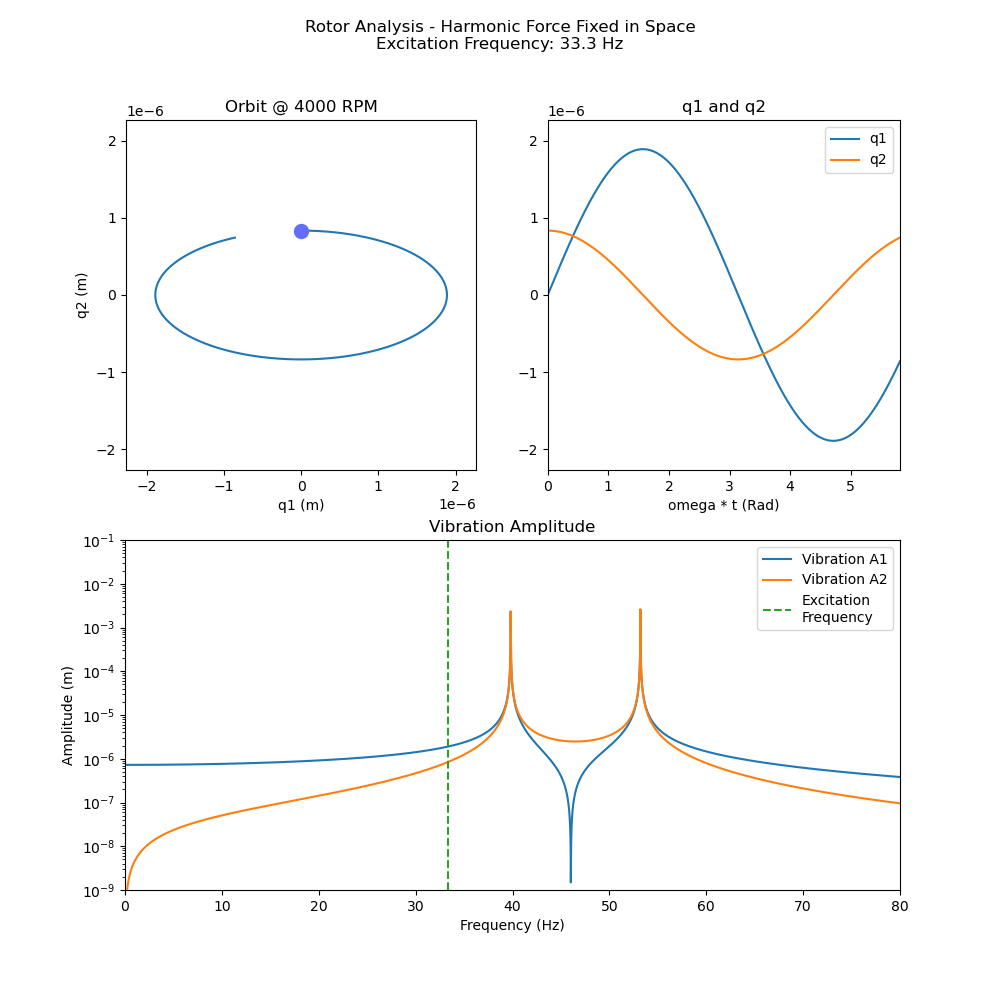 Rotor Analysis - Harmonic Force Fixed in Space
Excitation Frequency: 33.3 Hz
Orbit @ 4000 RPM
1e−6
2
1
0
−1
−2
q2 (m)
−2 −1 0 1 2
q1 (m)
1e−6
q1 and q2
1e−6
2
1
0
−1
−2
q1
q2
0 1 2 3 4 5
omega * t (Rad)
Vibration Amplitude
10⁻¹
10⁻²
10⁻³
10⁻⁴
10⁻⁵
10⁻⁶
10⁻⁷
10⁻⁸
10⁻⁹
Amplitude (m)
Vibration A1
Vibration A2
Excitation
Frequency
0 10 20 30 40 50 60 70 80
Frequency (Hz)